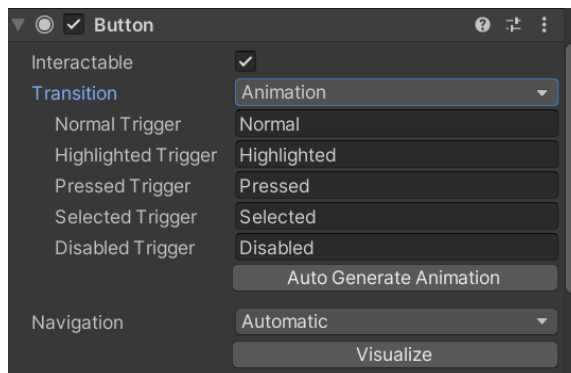 Button
Interactable
Transition Animation
Normal Trigger Normal
Highlighted Trigger Highlighted
Pressed Trigger Pressed
Selected Trigger Selected
Disabled Trigger Disabled
Auto Generate Animation
Navigation Automatic
Visualize